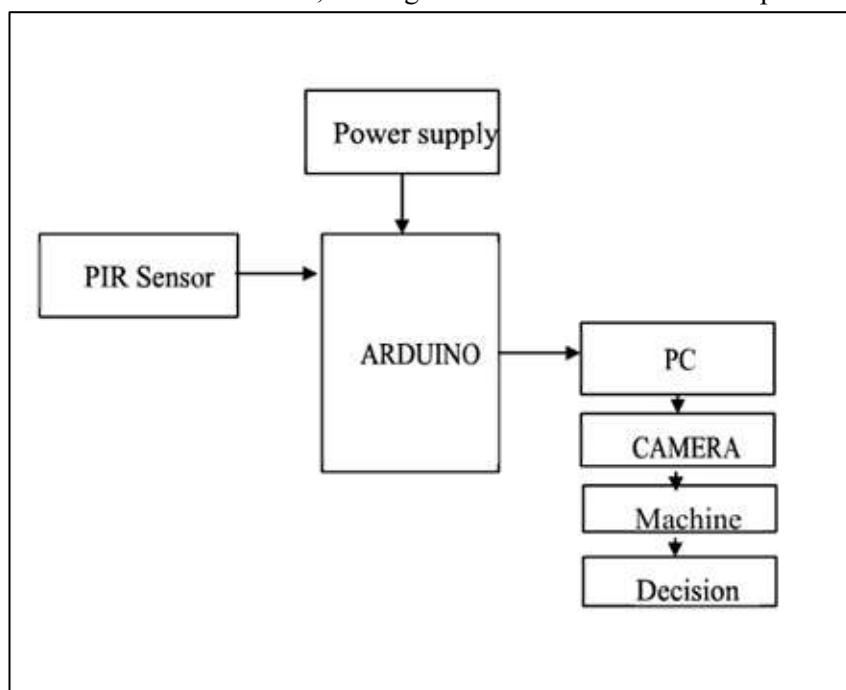 Power supply
PIR Sensor
ARDUINO
PC
CAMERA
Machine
Decision